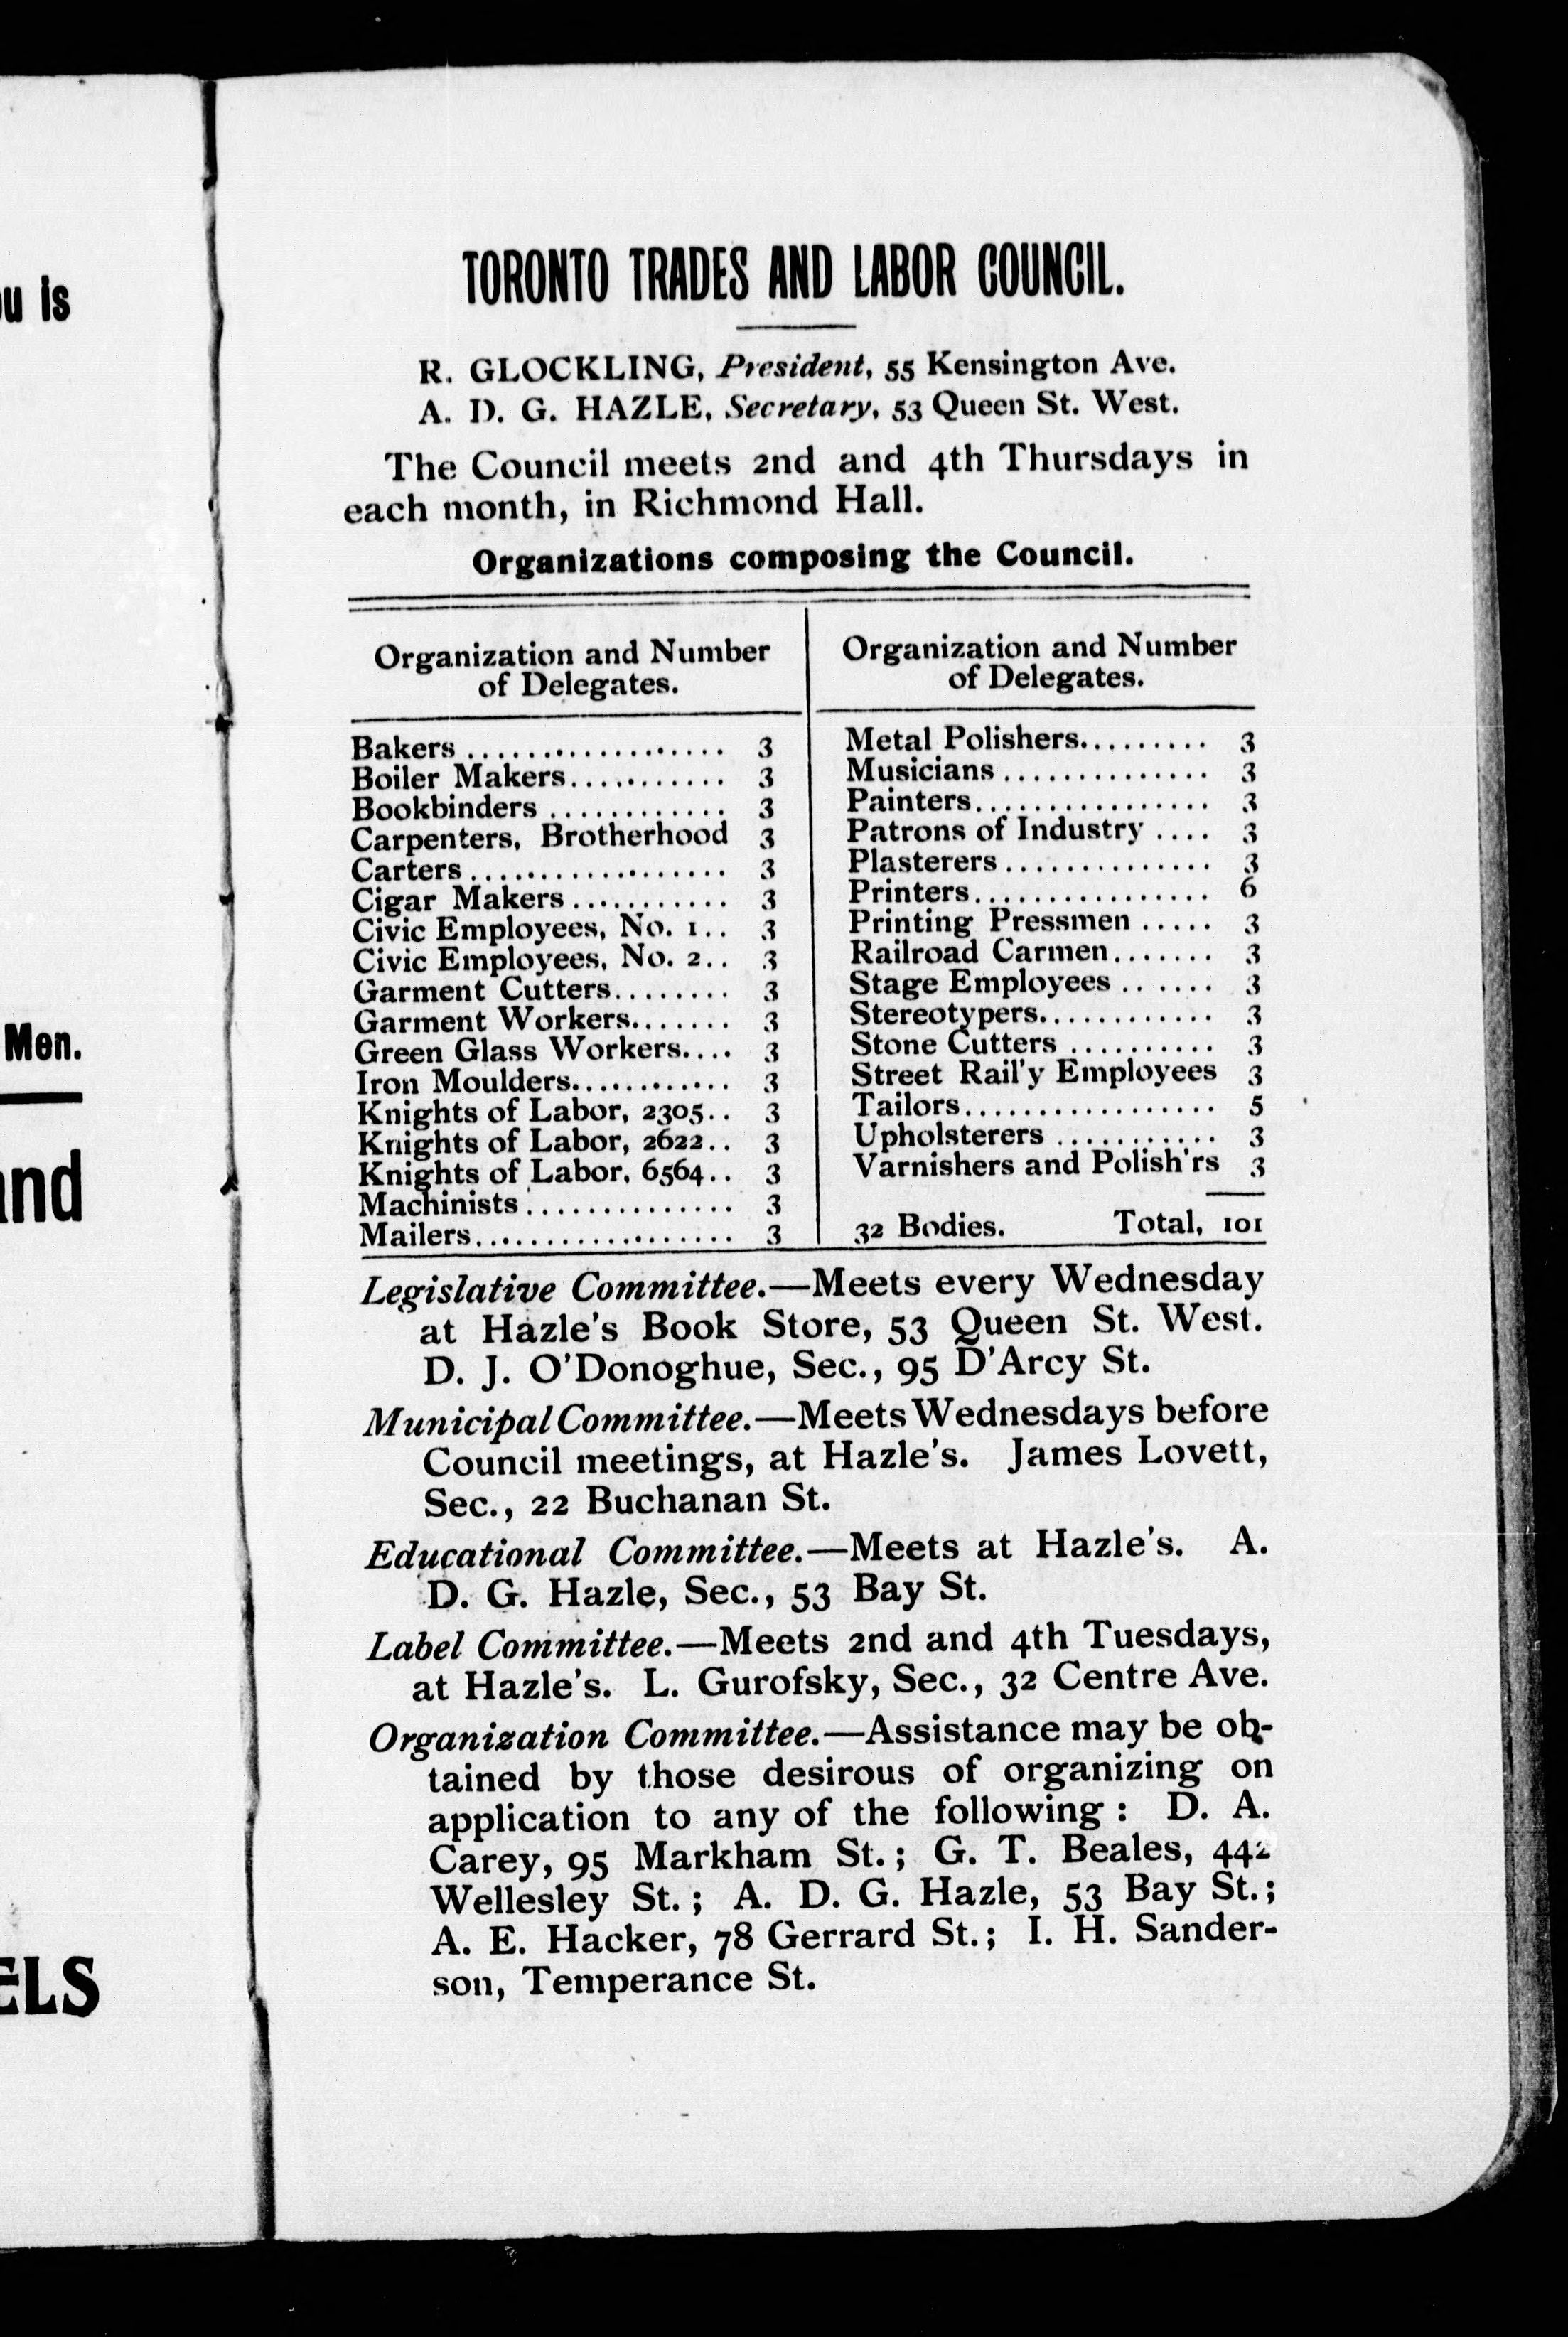 ou is
Men.
and
ELS
TORONTO TRADES AND LABOR COUNCIL.
R. GLOCKLING, President, 55 Kensington Ave.
A. D. G. HAZLE, Secretary, 53 Queen St. West.
The Council meets 2nd and 4th Thursdays in
each month, in Richmond Hall.
Organizations composing the Council.
Organization and Number
of Delegates.
Bakers ................... 3
Boiler Makers............ 3
Bookbinders ............. 3
Carpenters, Brotherhood 3
Carters ................... 3
Cigar Makers ............ 3
Civic Employees, No. 1.. 3
Civic Employees, No. 2.. 3
Garment Cutters........ 3
Garment Workers....... 3
Green Glass Workers.... 3
Iron Moulders............ 3
Knights of Labor, 2305.. 3
Knights of Labor, 2622.. 3
Knights of Labor, 6564.. 3
Machinists .............. 3
Mailers.................. 3
Organization and Number
of Delegates.
Metal Polishers......... 3
Musicians .............. 3
Painters................ 3
Patrons of Industry .... 3
Plasterers .............. 3
Printers................ 6
Printing Pressmen ..... 3
Railroad Carmen....... 3
Stage Employees ...... 3
Stereotypers............ 3
Stone Cutters .......... 3
Street Rail'y Employees 3
Tailors................. 5
Upholsterers ........... 3
Varnishers and Polish'rs 3
32 Bodies. Total, 101
Legislative Committee.—Meets every Wednesday
at Hazle's Book Store, 53 Queen St. West.
D. J. O'Donoghue, Sec., 95 D'Arcy St.
Municipal Committee.—Meets Wednesdays before
Council meetings, at Hazle's. James Lovett,
Sec., 22 Buchanan St.
Educational Committee.—Meets at Hazle's. A.
D. G. Hazle, Sec., 53 Bay St.
Label Committee.—Meets 2nd and 4th Tuesdays,
at Hazle's. L. Gurofsky, Sec., 32 Centre Ave.
Organization Committee.—Assistance may be ob-
tained by those desirous of organizing on
application to any of the following : D. A.
Carey, 95 Markham St.; G. T. Beales, 442
Wellesley St.; A. D. G. Hazle, 53 Bay St.;
A. E. Hacker, 78 Gerrard St.; I. H. Sander-
son, Temperance St.